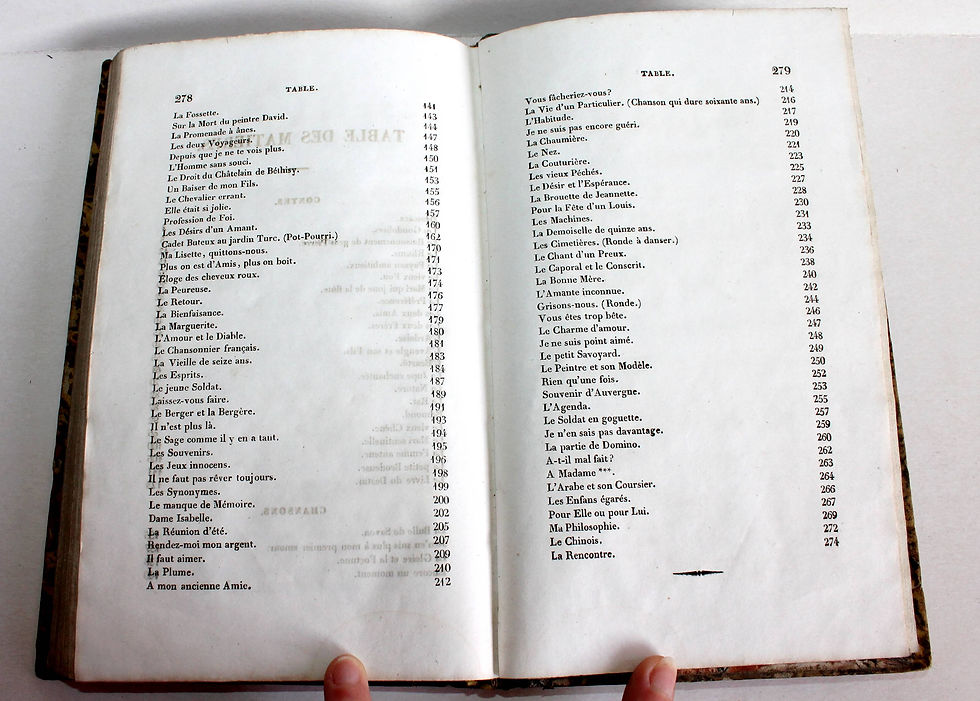 278 TABLE.
La Fossette. 141
Sur la Mort du peintre David. 143
La Promenade à ânes. 144
Les deux Voyageurs. 147
Depuis que je ne te vois plus. 148
L'Homme sans souci. 150
Le Droit du Châtelain de Béthisy. 151
Un Baiser de mon Fils. 153
Le Chevalier errant. 155
Elle était si jolie. 156
Profession de Foi. 157
Les Désirs d'un Amant. 160
Cadet Buteux au jardin Turc. (Pot-Pourri.) 162
Ma Lisette, quittons-nous. 170
Plus on est d'Amis, plus on boit. 171
Éloge des cheveux roux. 173
La Peureuse. 174
Le Retour. 176
La Bienfaisance. 177
La Marguerite. 179
L'Amour et le Diable. 180
Le Chansonnier français. 181
La Vieille de seize ans. 183
Les Esprits. 184
Le jeune Soldat. 187
Laissez-vous faire. 189
Le Berger et la Bergère. 191
Il n'est plus là. 193
Le Sage comme il y en a tant. 194
Les Souvenirs. 195
Les Jeux innocens. 196
Il ne faut pas rêver toujours. 198
Les Synonymes. 199
Le manque de Mémoire. 200
Dame Isabelle. 202
La Réunion d'été. 205
Rendez-moi mon argent. 207
Il faut aimer. 209
La Plume. 210
A mon ancienne Amie. 212
TABLE. 279
Vous fâcheriez-vous? 214
La Vie d'un Particulier. (Chanson qui dure soixante ans.) 216
L'Habitude. 217
Je ne suis pas encore guéri. 219
La Chaumière. 220
Le Nez. 221
La Couturière. 223
Les vieux Péchés. 225
Le Désir et l'Espérance. 227
La Brouette de Jeannette. 228
Pour la Fête d'un Louis. 230
Les Machines. 231
La Demoiselle de quinze ans. 233
Les Cimetières. (Ronde à danser.) 234
Le Chant d'un Preux. 236
Le Caporal et le Conscrit. 238
La Bonne Mère. 240
L'Amante inconnue. 242
Grisons-nous. (Ronde.) 244
Vous êtes trop bête. 246
Le Charme d'amour. 247
Je ne suis point aimé. 248
Le petit Savoyard. 249
Le Peintre et son Modèle. 250
Rien qu'une fois. 252
Souvenir d'Auvergne. 253
L'Agenda. 255
Le Soldat en goguette. 257
Je n'en sais pas davantage. 259
La partie de Domino. 260
A-t-il mal fait? 262
A Madame ***. 263
L'Arabe et son Coursier. 264
Les Enfans égarés. 266
Pour Elle ou pour Lui. 267
Ma Philosophie. 269
Le Chinois. 272
La Rencontre. 274